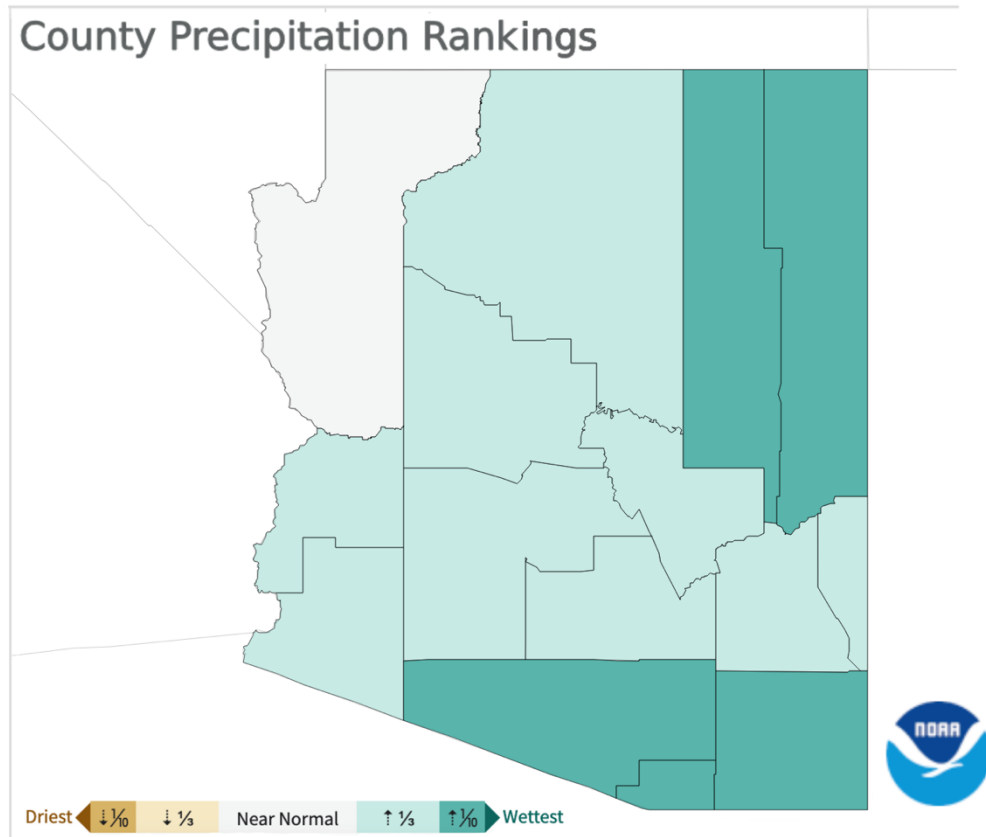 County Precipitation Rankings
NOAA
Driest ↓⅒ ↓⅓ Near Normal ↑⅓ ↑⅒ Wettest